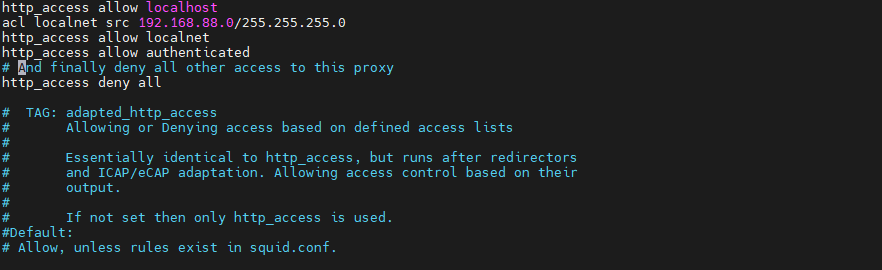 http_access allow localhost
acl localnet src 192.168.88.0/255.255.255.0
http_access allow localnet
http_access allow authenticated
# And finally deny all other access to this proxy
http_access deny all
#  TAG: adapted_http_access
#       Allowing or Denying access based on defined access lists
#
#       Essentially identical to http_access, but runs after redirectors
#       and ICAP/eCAP adaptation. Allowing access control based on their
#       output.
#
#       If not set then only http_access is used.
#Default:
# Allow, unless rules exist in squid.conf.